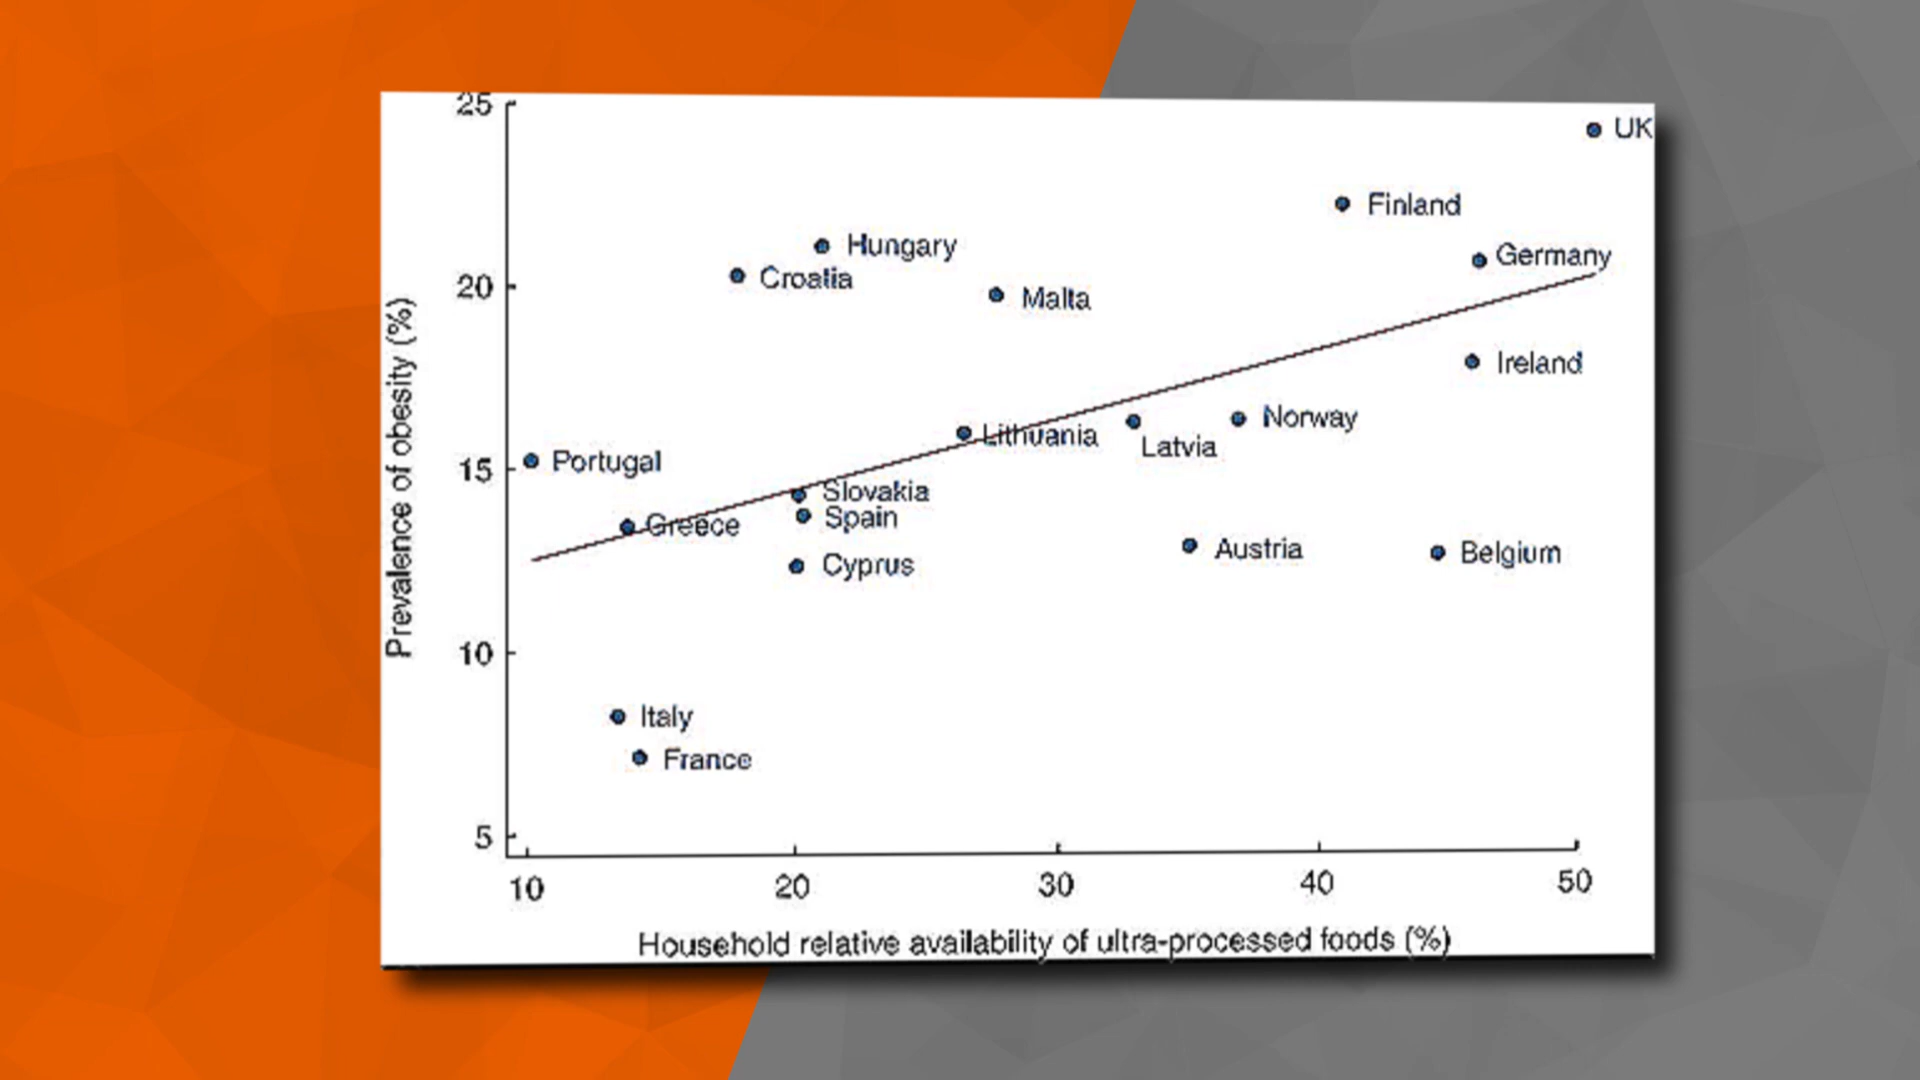 25
UK
Finland
Hungary
Germany
Croatia
20
Malta
Prevalence of obesity (%)
Ireland
Norway
Lithuania
Latvia
Portugal
15
Slovakia
Greece
Spain
Austria
Belgium
Cyprus
10
Italy
France
5
10 20 30 40 50
Household relative availability of ultra-processed foods (%)